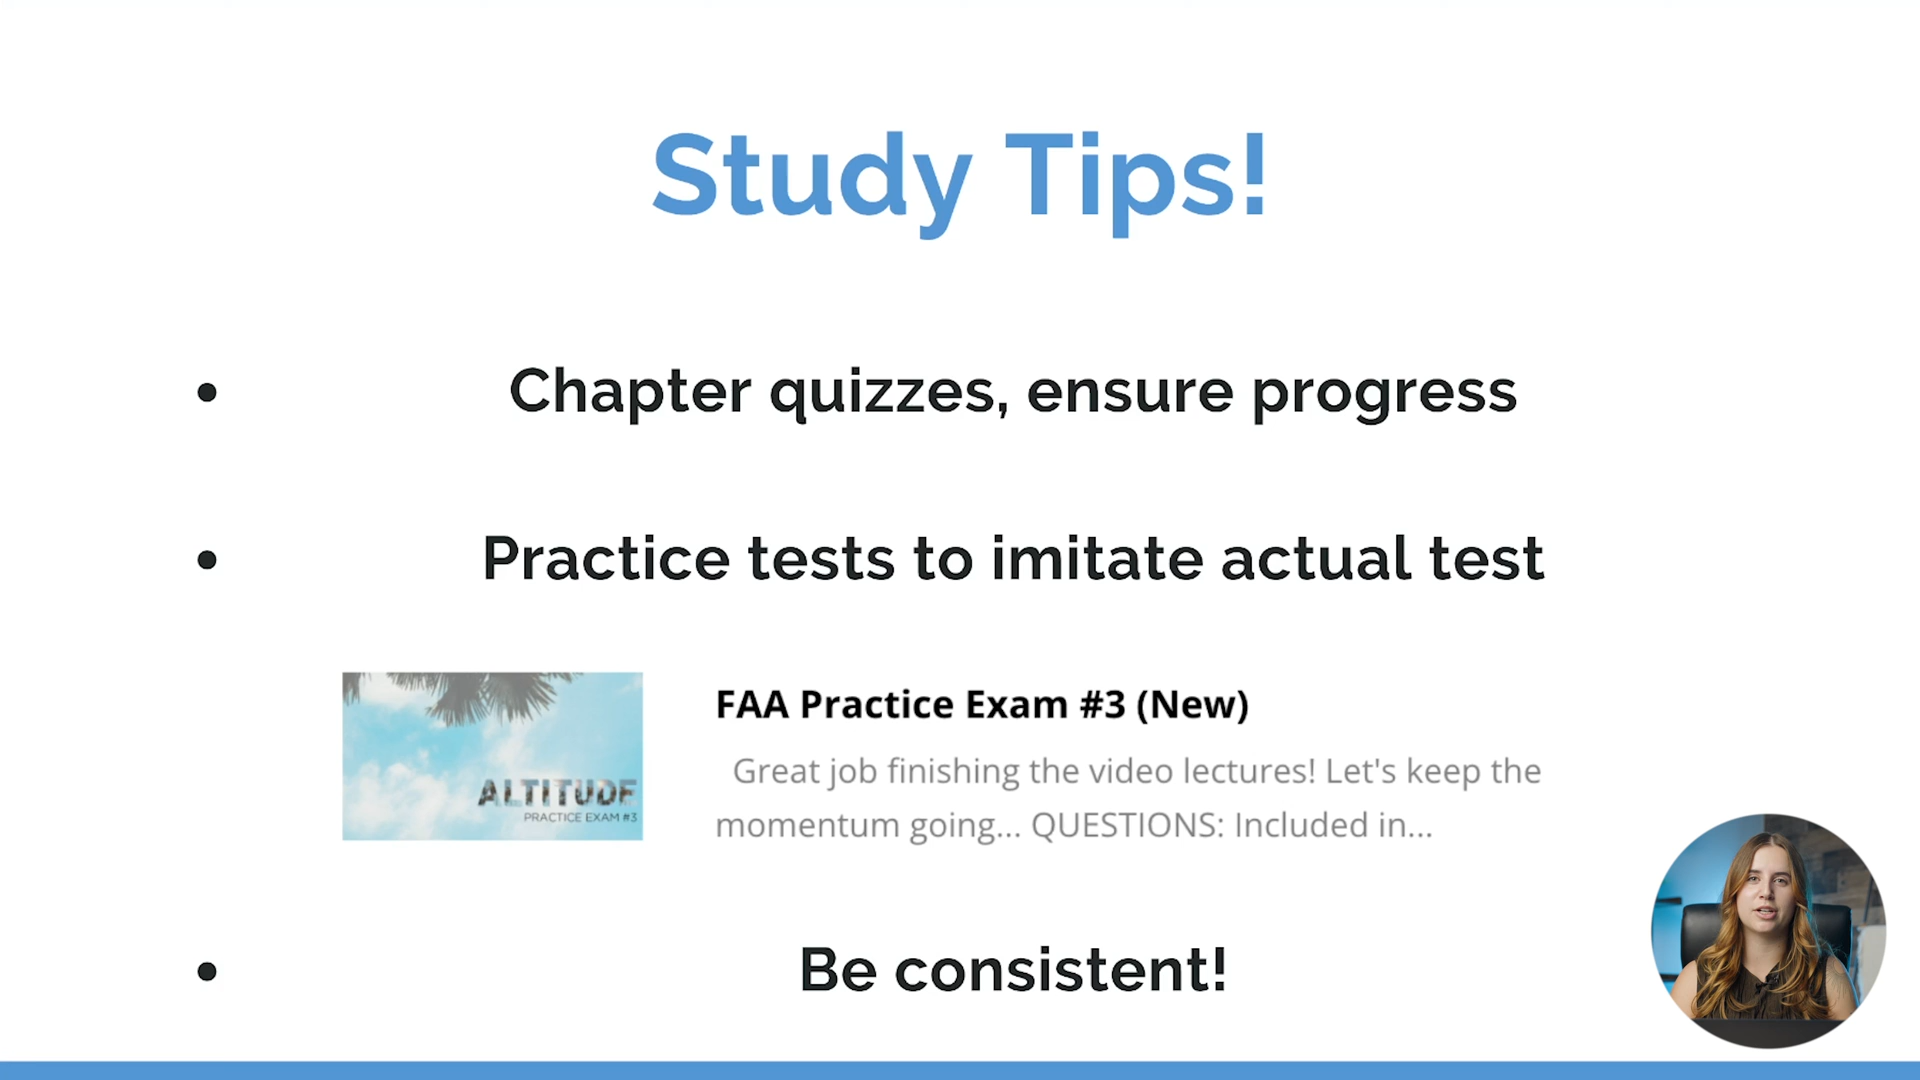 Study Tips!
• Chapter quizzes, ensure progress
• Practice tests to imitate actual test
ALTITUDE
PRACTICE EXAM #3
FAA Practice Exam #3 (New)
Great job finishing the video lectures! Let's keep the
momentum going... QUESTIONS: Included in...
• Be consistent!